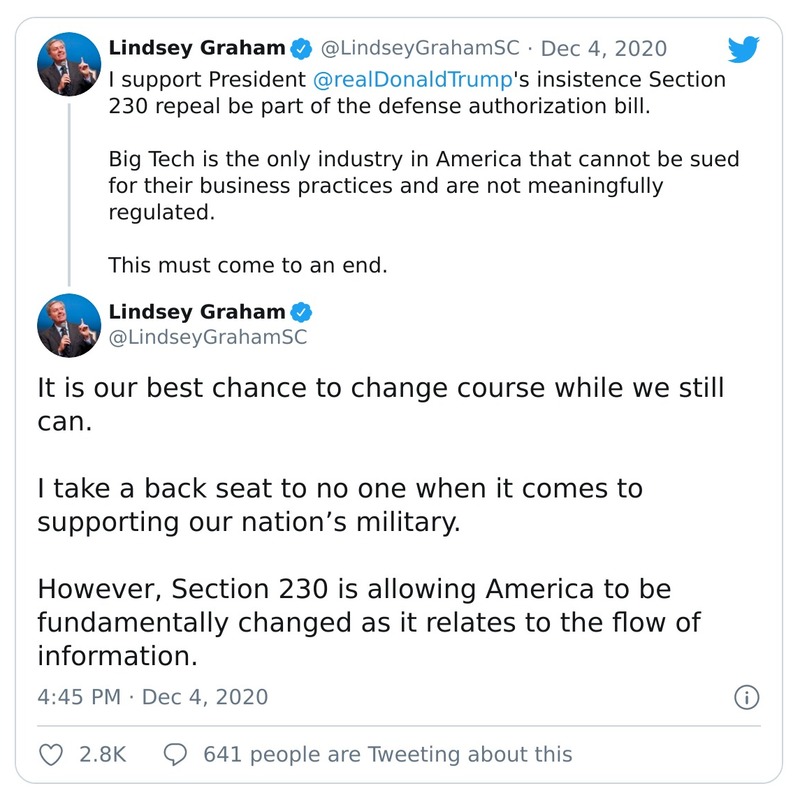 Lindsey Graham @LindseyGrahamSC · Dec 4, 2020
I support President @realDonaldTrump's insistence Section
230 repeal be part of the defense authorization bill.
Big Tech is the only industry in America that cannot be sued
for their business practices and are not meaningfully
regulated.
This must come to an end.
Lindsey Graham
@LindseyGrahamSC
It is our best chance to change course while we still
can.
I take a back seat to no one when it comes to
supporting our nation’s military.
However, Section 230 is allowing America to be
fundamentally changed as it relates to the flow of
information.
4:45 PM · Dec 4, 2020
2.8K 641 people are Tweeting about this